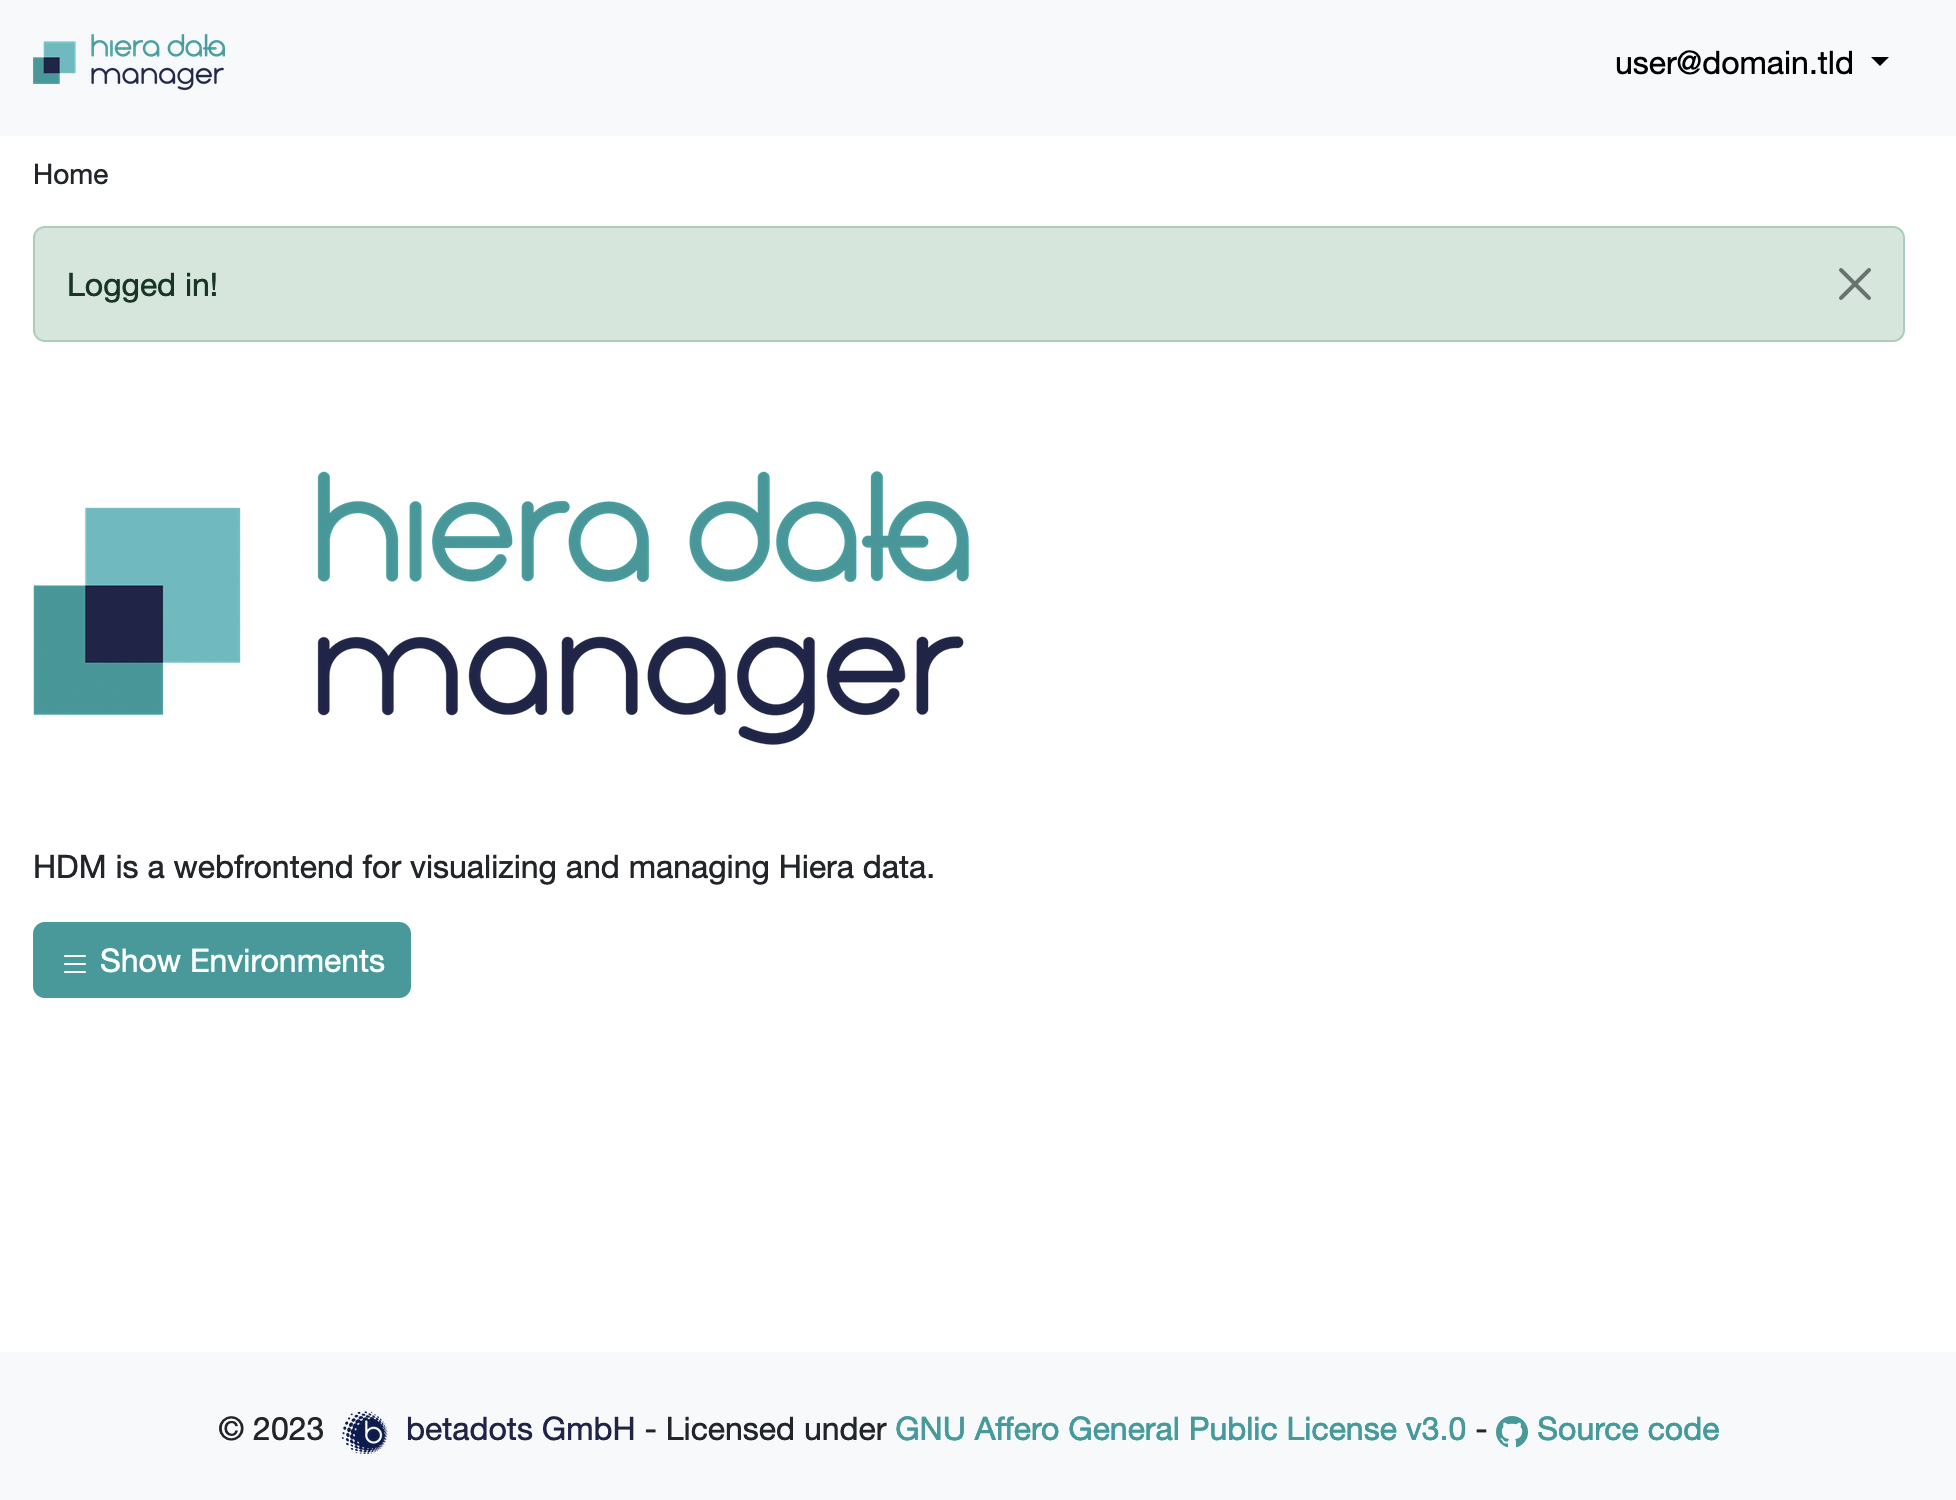 hiera data
manager
user@domain.tld
Home
Logged in!
hiera data
manager
HDM is a webfrontend for visualizing and managing Hiera data.
Show Environments
© 2023 b betadots GmbH - Licensed under GNU Affero General Public License v3.0 - Source code